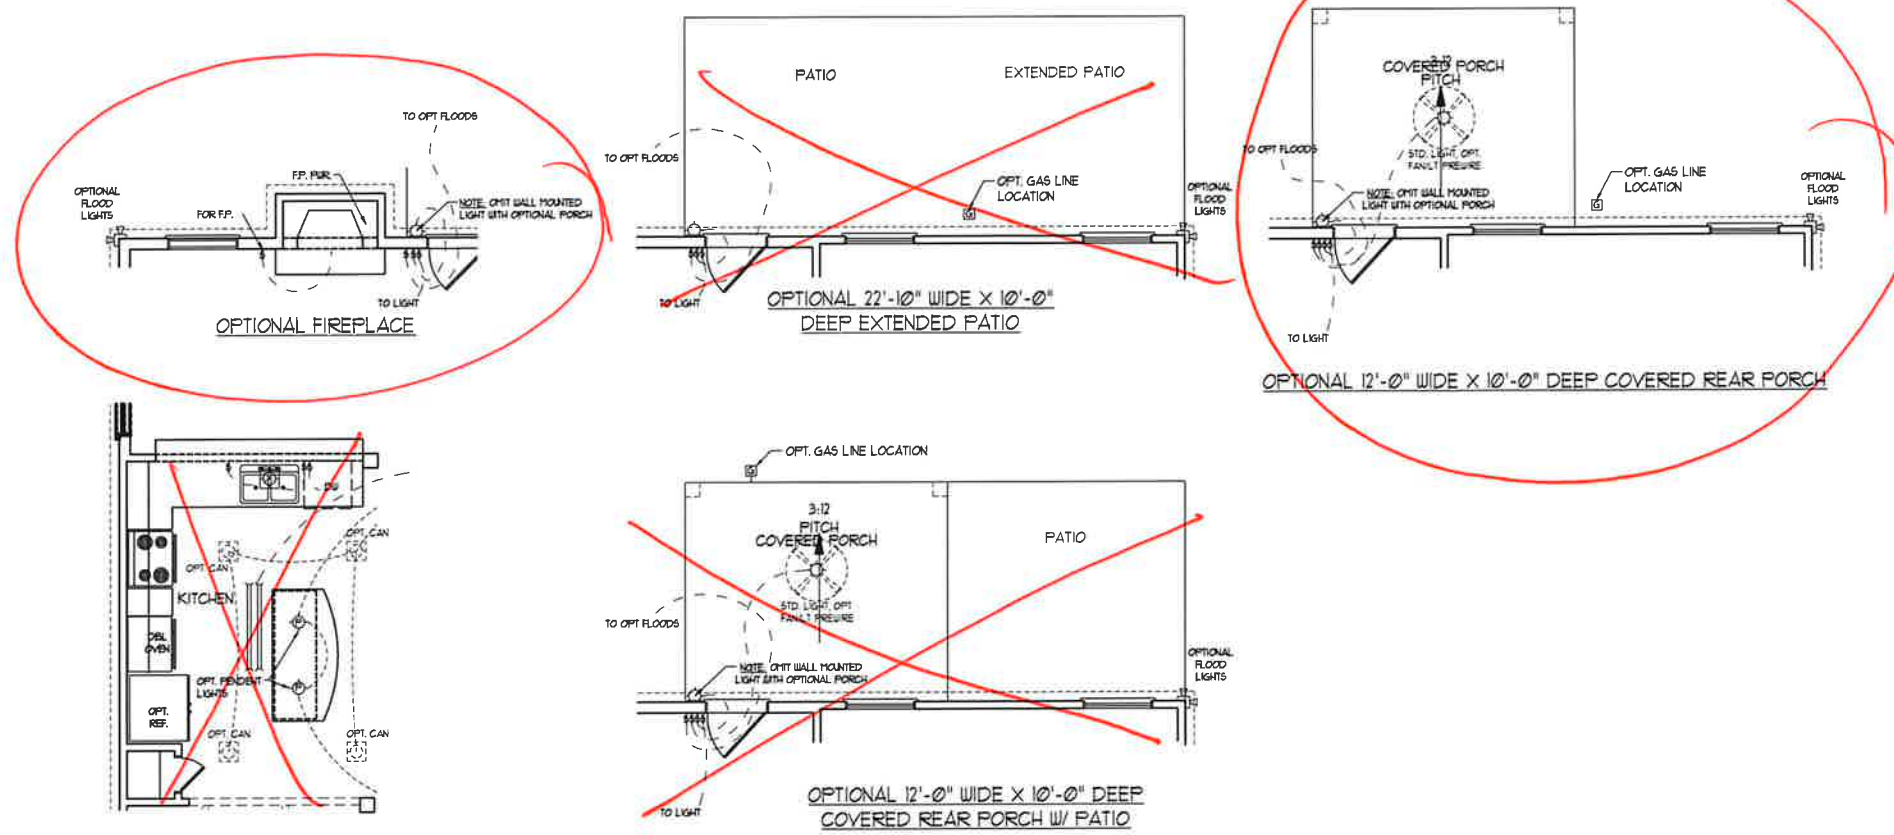 TO OPT FLOODS
F.P. FUR.
OPTIONAL
FLOOD
LIGHTS
FOR F.P.
NOTE: OMIT WALL MOUNTED
LIGHT WITH OPTIONAL PORCH
TO LIGHT
OPTIONAL FIREPLACE
PATIO
EXTENDED PATIO
TO OPT FLOODS
OPT. GAS LINE
LOCATION
G
OPTIONAL
FLOOD
LIGHTS
TO LIGHT
OPTIONAL 22'-10" WIDE X 10'-0"
DEEP EXTENDED PATIO
3:12
COVERED PORCH
PITCH
TO OPT FLOODS
STD. LIGHT, OPT.
FAN/LT PREWIRE
NOTE: OMIT WALL MOUNTED
LIGHT WITH OPTIONAL PORCH
OPT. GAS LINE
LOCATION
G
OPTIONAL
FLOOD
LIGHTS
TO LIGHT
OPTIONAL 12'-0" WIDE X 10'-0" DEEP COVERED REAR PORCH
DW
OPT. CAN
OPT. CAN
KITCHEN
DBL
OVEN
OPT. PENDENT
LIGHTS
OPT.
REF.
OPT. CAN
OPT. CAN
OPT. GAS LINE LOCATION
G
3:12
PITCH
COVERED PORCH
PATIO
STD. LIGHT, OPT
FAN/LT PREWIRE
TO OPT FLOODS
NOTE: OMIT WALL MOUNTED
LIGHT WITH OPTIONAL PORCH
OPTIONAL
FLOOD
LIGHTS
TO LIGHT
OPTIONAL 12'-0" WIDE X 10'-0" DEEP
COVERED REAR PORCH W/ PATIO